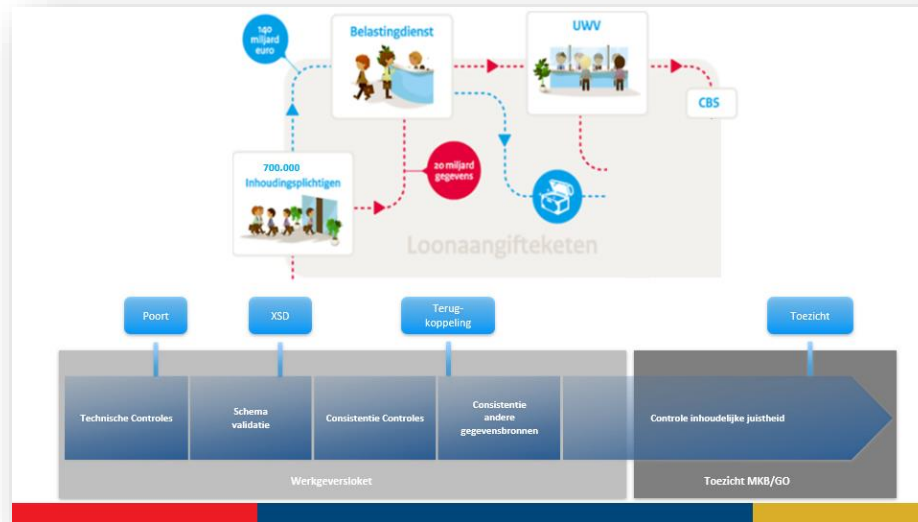 140
miljard
euro
Belastingdienst
UWV
CBS
700.000
Inhoudingsplichtigen
20 miljard
gegevens
Loonaangifteketen
Poort
XSD
Terug-
koppeling
Toezicht
Technische Controles
Schema
validatie
Consistentie Controles
Consistentie
andere
gegevensbronnen
Controle inhoudelijke juistheid
Werkgeversloket
Toezicht MKB/GO